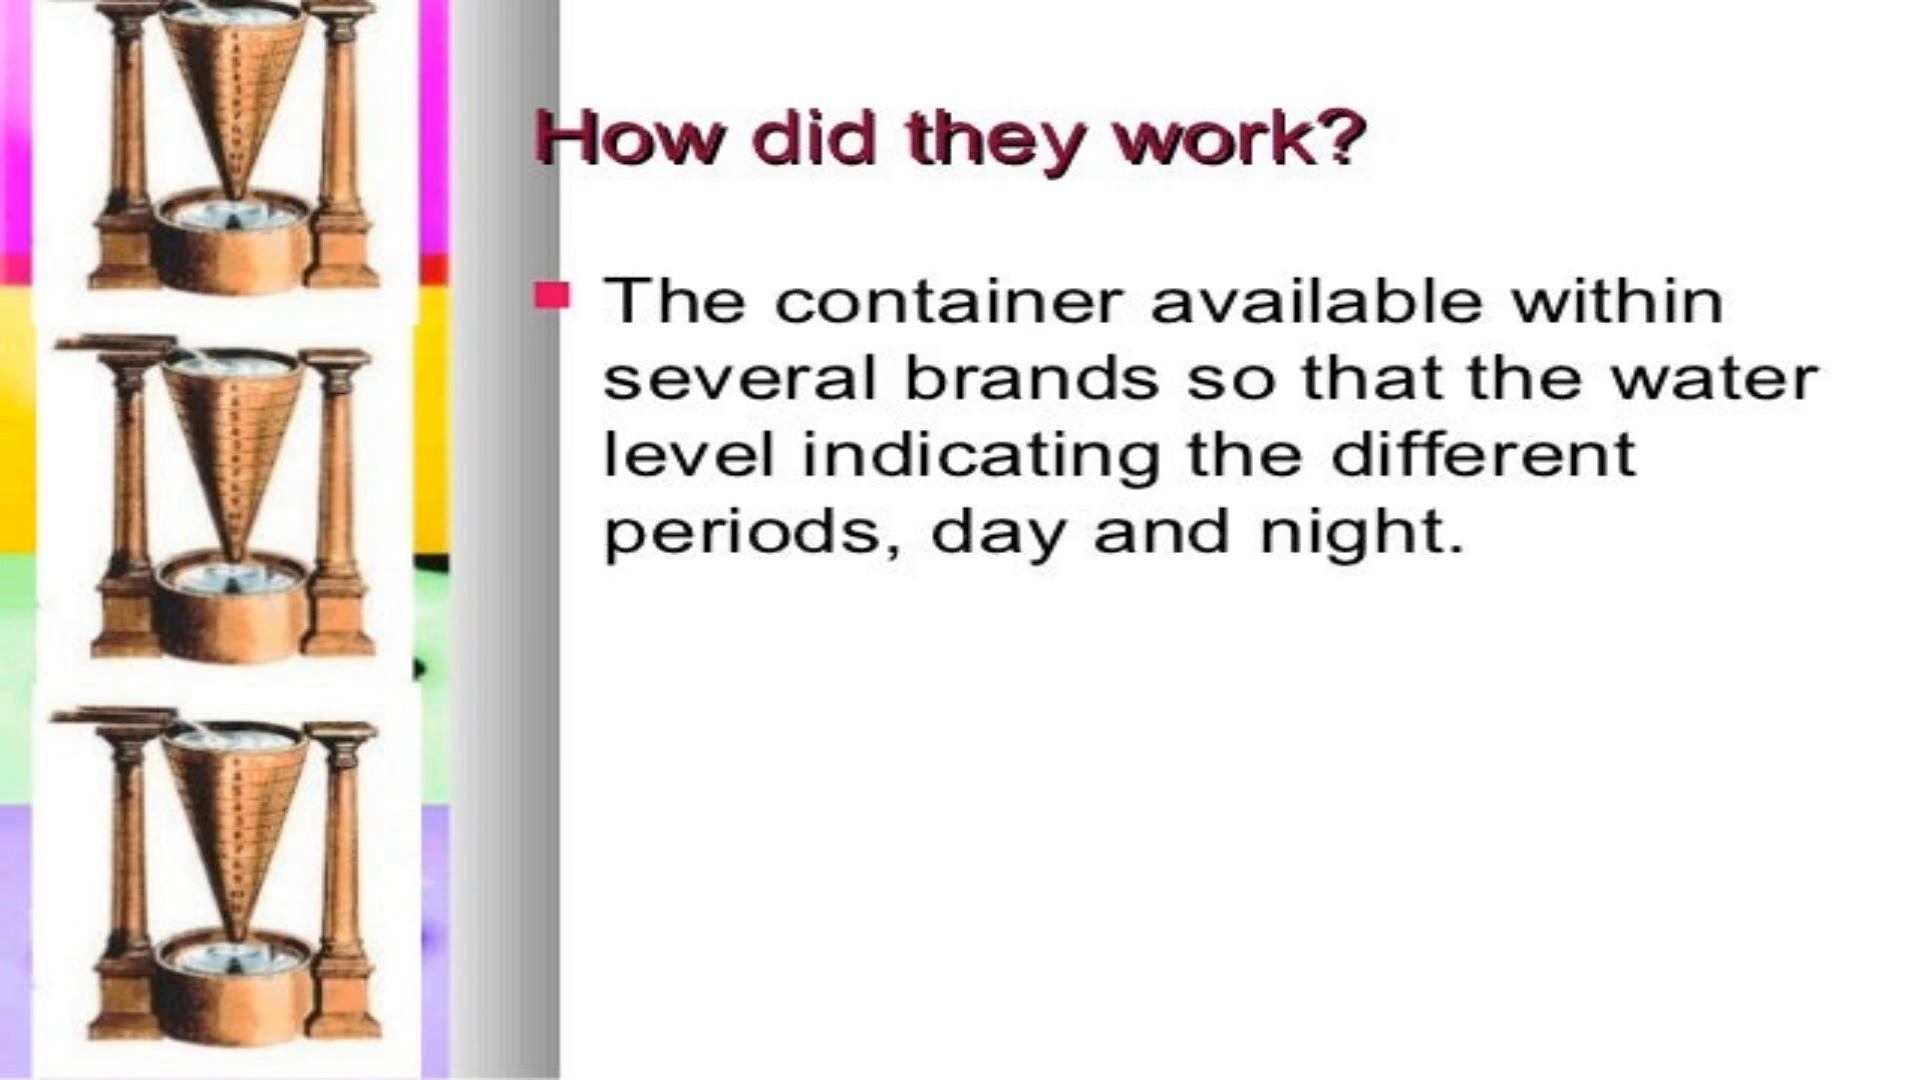 How did they work?
The container available within
several brands so that the water
level indicating the different
periods, day and night.